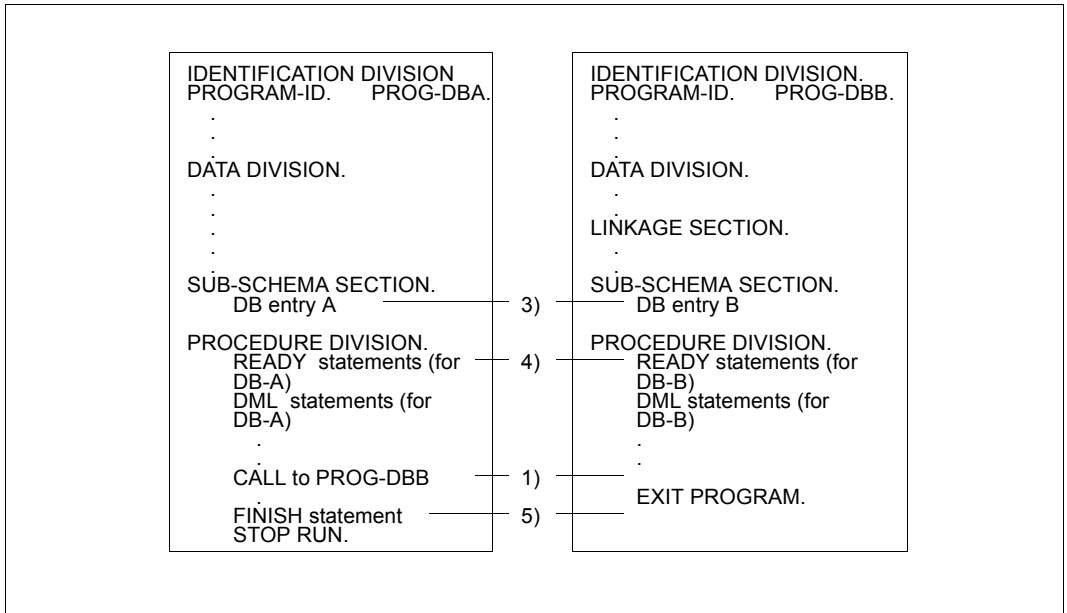 IDENTIFICATION DIVISION
PROGRAM-ID. PROG-DBA.
.
.
.
DATA DIVISION.
.
.
.
.
.
SUB-SCHEMA SECTION.
DB entry A
PROCEDURE DIVISION.
READY statements (for
DB-A)
DML statements (for
DB-A)
.
.
CALL to PROG-DBB
.
FINISH statement
STOP RUN.
3)
4)
1)
5)
IDENTIFICATION DIVISION.
PROGRAM-ID. PROG-DBB.
.
.
.
DATA DIVISION.
.
.
LINKAGE SECTION.
.
.
SUB-SCHEMA SECTION.
DB entry B
PROCEDURE DIVISION.
READY statements (for
DB-B)
DML statements (for
DB-B)
.
.
EXIT PROGRAM.